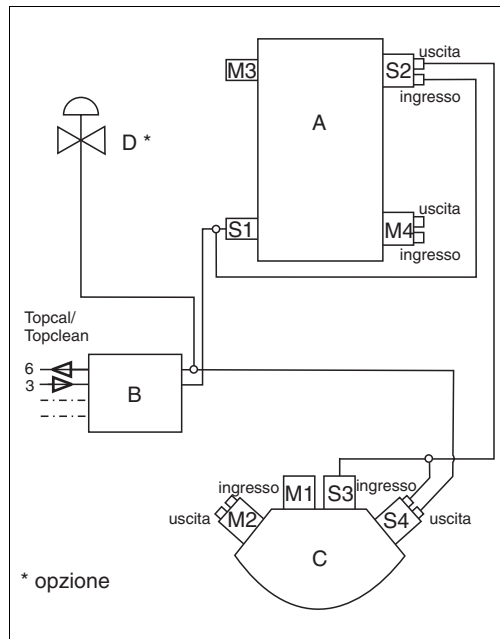 uscita
M3
S2
ingresso
A
D *
uscita
S1
M4
ingresso
Topcal/
Topclean
6
3
B
ingresso
M1
S3
ingresso
uscita
M2
S4
uscita
C
* opzione